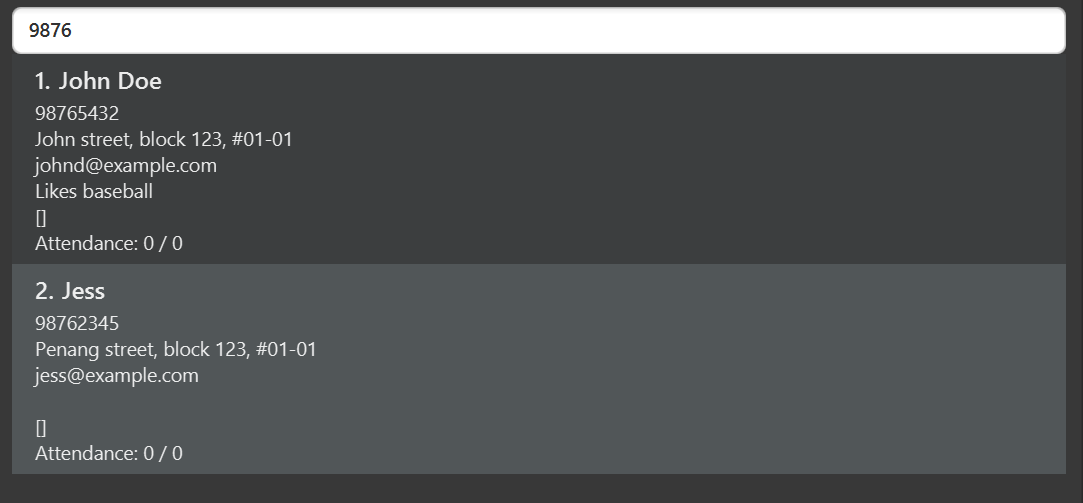 9876
1. John Doe
98765432
John street, block 123, #01-01
johnd@example.com
Likes baseball
[]
Attendance: 0 / 0
2. Jess
98762345
Penang street, block 123, #01-01
jess@example.com
[]
Attendance: 0 / 0